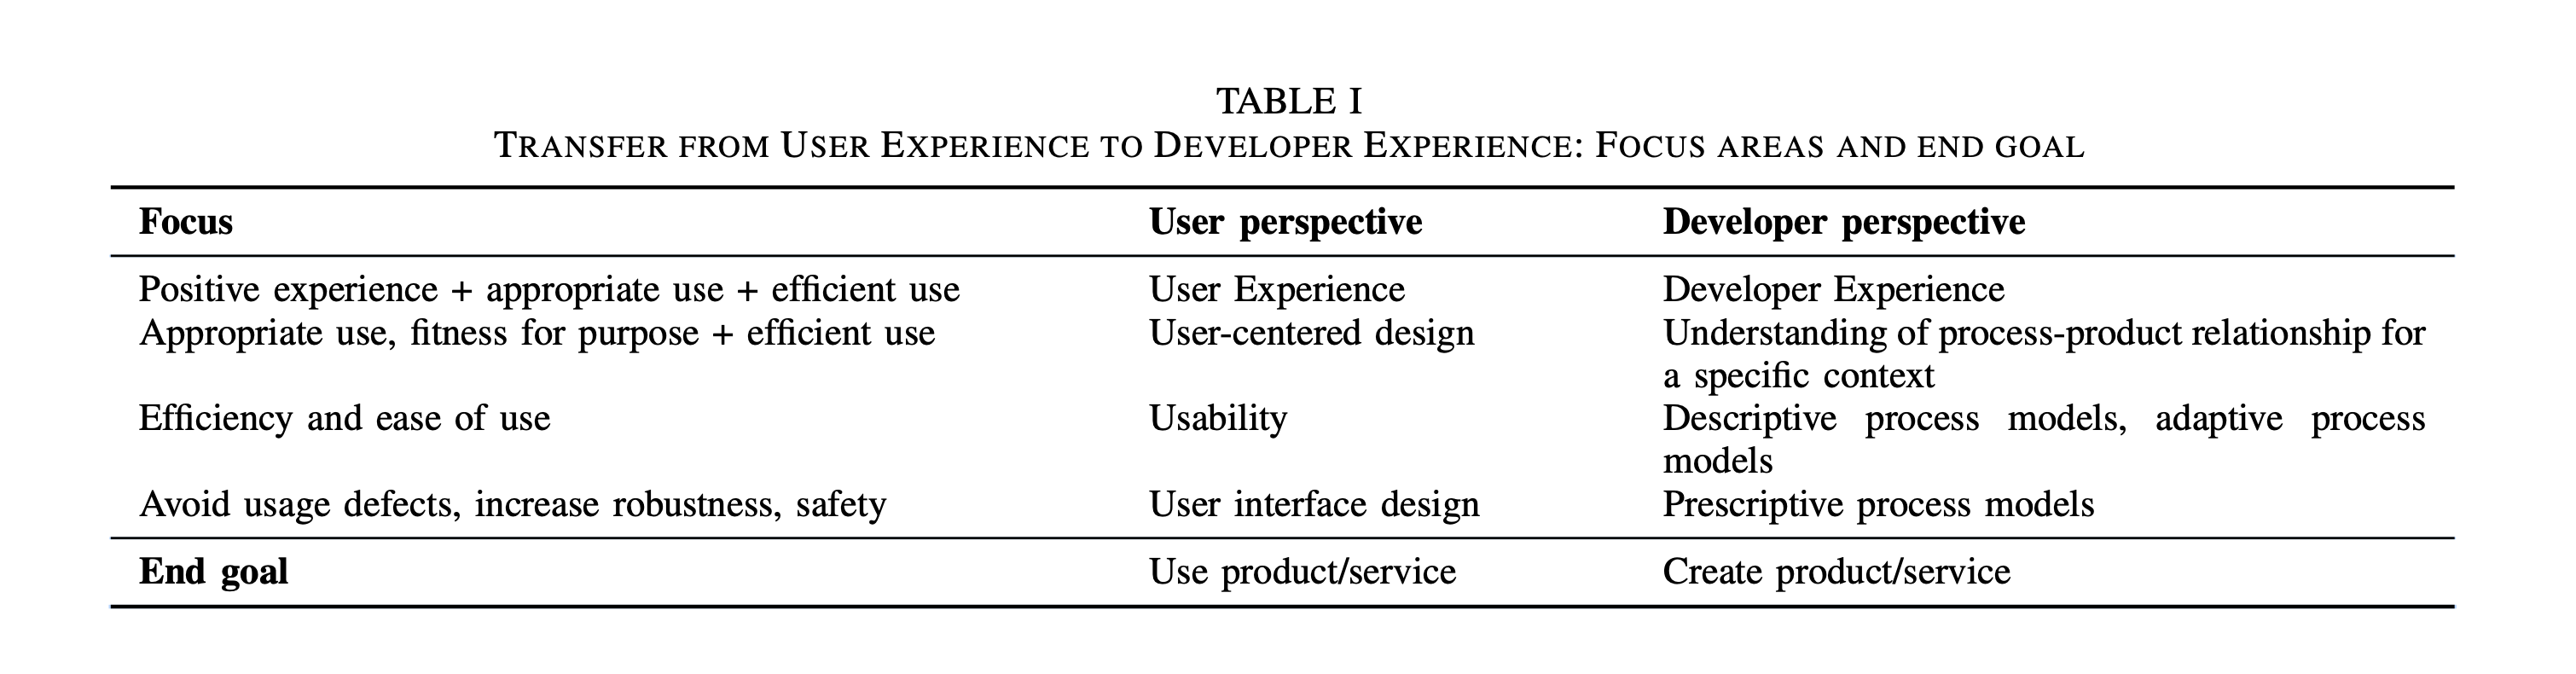 TABLE I
TRANSFER FROM USER EXPERIENCE TO DEVELOPER EXPERIENCE: FOCUS AREAS AND END GOAL
Focus User perspective Developer perspective
Positive experience + appropriate use + efficient use User Experience Developer Experience
Appropriate use, fitness for purpose + efficient use User-centered design Understanding of process-product relationship for
a specific context
Efficiency and ease of use Usability Descriptive process models, adaptive process
models
Avoid usage defects, increase robustness, safety User interface design Prescriptive process models
End goal Use product/service Create product/service